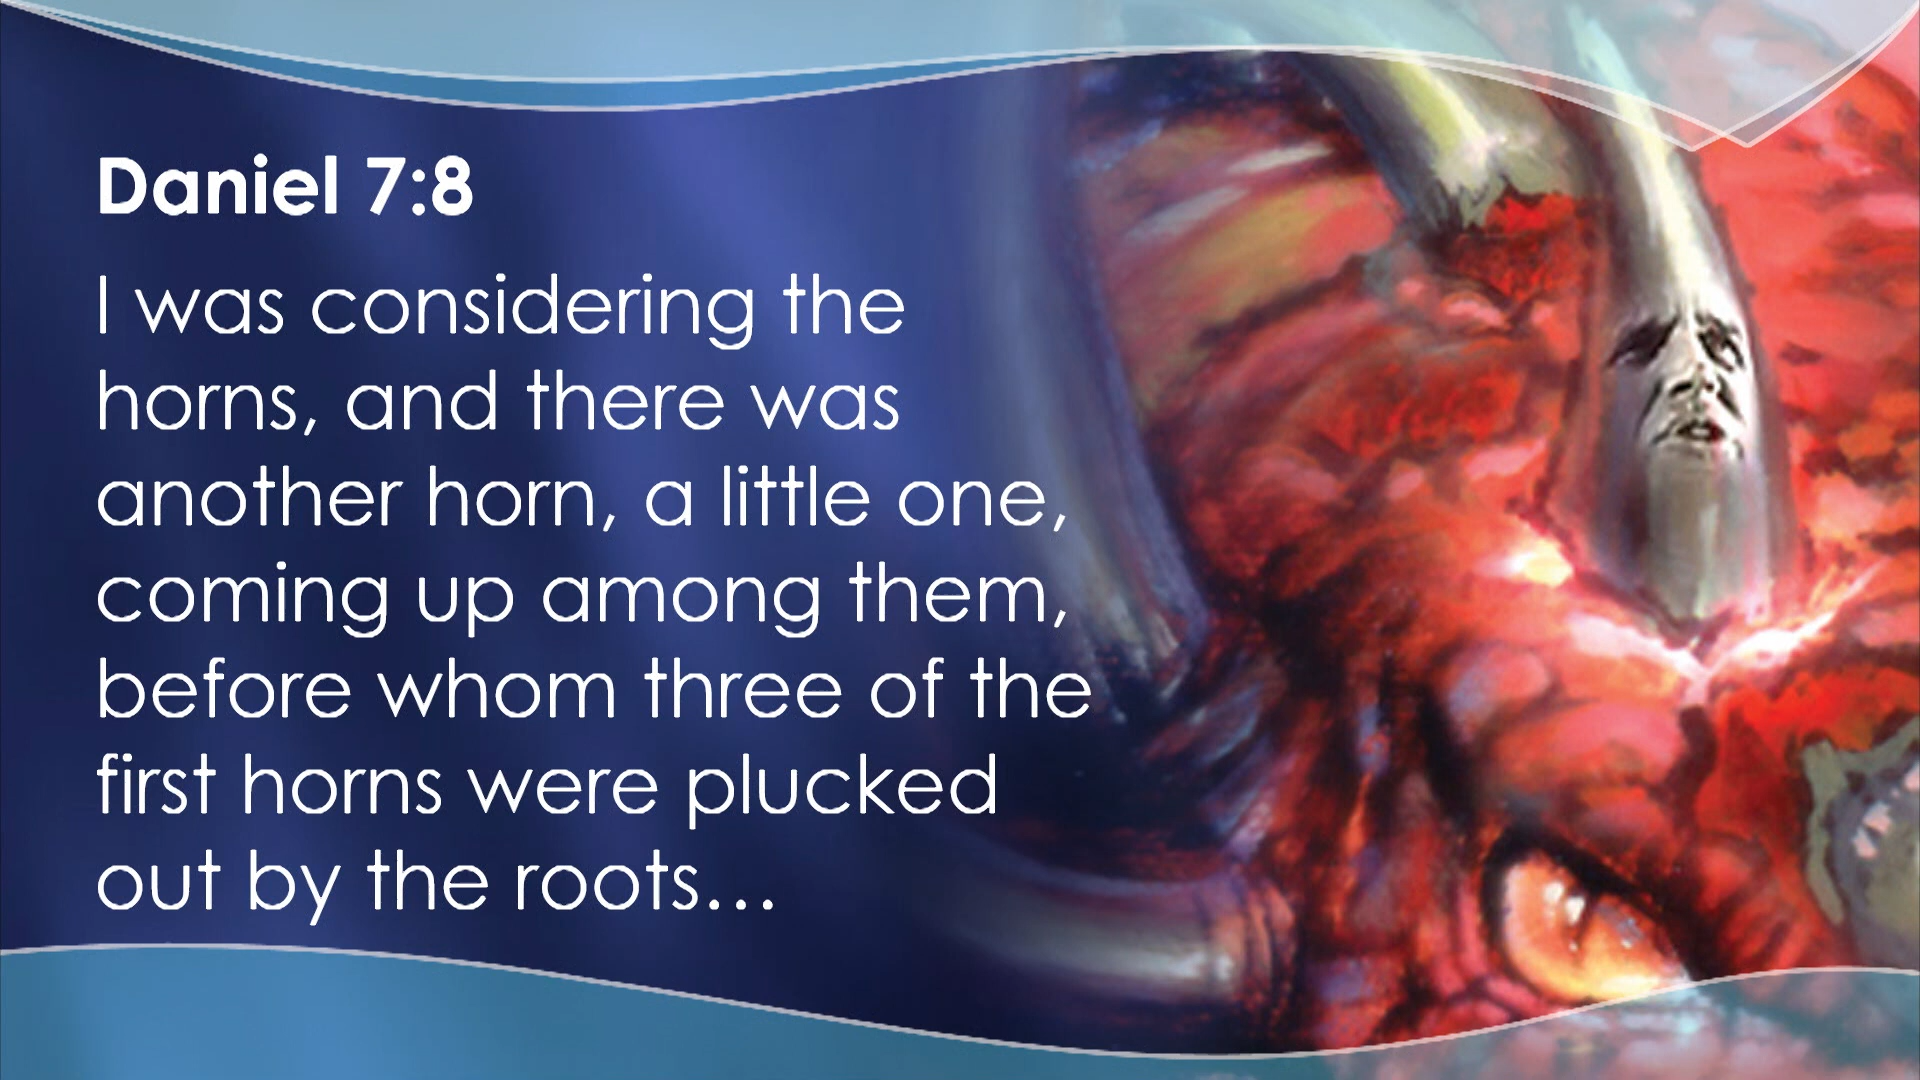 Daniel 7:8
I was considering the
horns, and there was
another horn, a little one,
coming up among them,
before whom three of the
first horns were plucked
out by the roots…